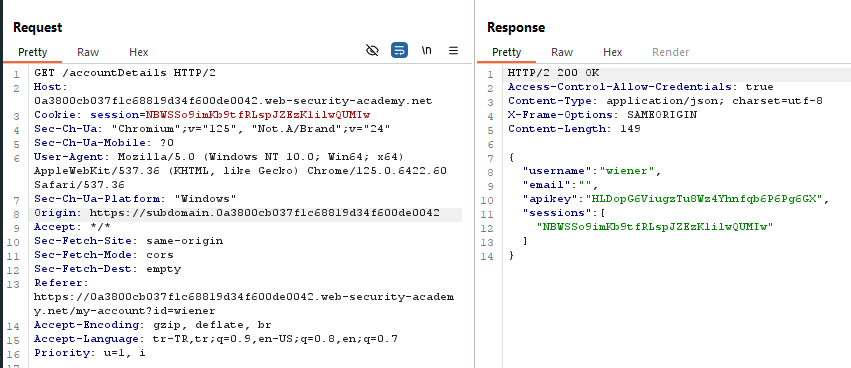 Request
Pretty Raw Hex
\n
1 GET /accountDetails HTTP/2
2 Host:
0a3800cb037f1c68819d34f600de0042.web-security-academy.net
3 Cookie: session=NBWSSo9imKb9tfRLspJZEzKlilwQUMIw
4 Sec-Ch-Ua: "Chromium";v="125", "Not.A/Brand";v="24"
5 Sec-Ch-Ua-Mobile: ?0
6 User-Agent: Mozilla/5.0 (Windows NT 10.0; Win64; x64)
AppleWebKit/537.36 (KHTML, like Gecko) Chrome/125.0.6422.60
Safari/537.36
7 Sec-Ch-Ua-Platform: "Windows"
8 Origin: https://subdomain.0a3800cb037f1c68819d34f600de0042
9 Accept: */*
10 Sec-Fetch-Site: same-origin
11 Sec-Fetch-Mode: cors
12 Sec-Fetch-Dest: empty
13 Referer:
https://0a3800cb037f1c68819d34f600de0042.web-security-academ
y.net/my-account?id=wiener
14 Accept-Encoding: gzip, deflate, br
15 Accept-Language: tr-TR,tr;q=0.9,en-US;q=0.8,en;q=0.7
16 Priority: u=1, i
17
Response
Pretty Raw Hex Render
1 HTTP/2 200 OK
2 Access-Control-Allow-Credentials: true
3 Content-Type: application/json; charset=utf-8
4 X-Frame-Options: SAMEORIGIN
5 Content-Length: 149
6
7 {
8 "username":"wiener",
9 "email":"",
10 "apikey":"HLDopG6ViugzTu8Wz4Yhnfqb6P6Pg6GX",
11 "sessions":[
12 "NBWSSo9imKb9tfRLspJZEzKlilwQUMIw"
13 ]
14 }